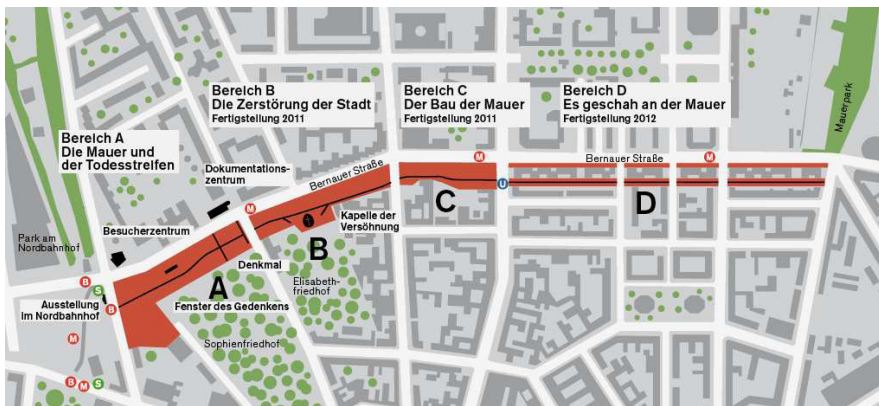 Bereich B
Die Zerstörung der Stadt
Fertigstellung 2011
Bereich C
Der Bau der Mauer
Fertigstellung 2011
Bereich D
Es geschah an der Mauer
Fertigstellung 2012
Mauerpark
Bereich A
Die Mauer und
der Todesstreifen
Dokumentations-
zentrum
Bernauer Straße
M
Bernauer Straße
M
U
C
D
Besucherzentrum
M
Kapelle der
Versöhnung
B
Park am
Nordbahnhof
Denkmal
A
Elisabeth-
friedhof
B
S
Ausstellung
im Nordbahnhof
B
Fenster des Gedenkens
M
Sophienfriedhof
B
M
S